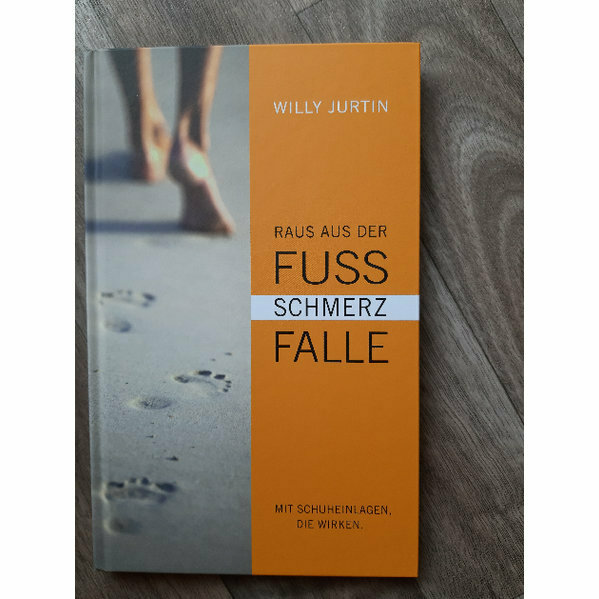 WILLY JURTIN
RAUS AUS DER
FUSS
SCHMERZ
FALLE
MIT SCHUHEINLAGEN,
DIE WIRKEN.